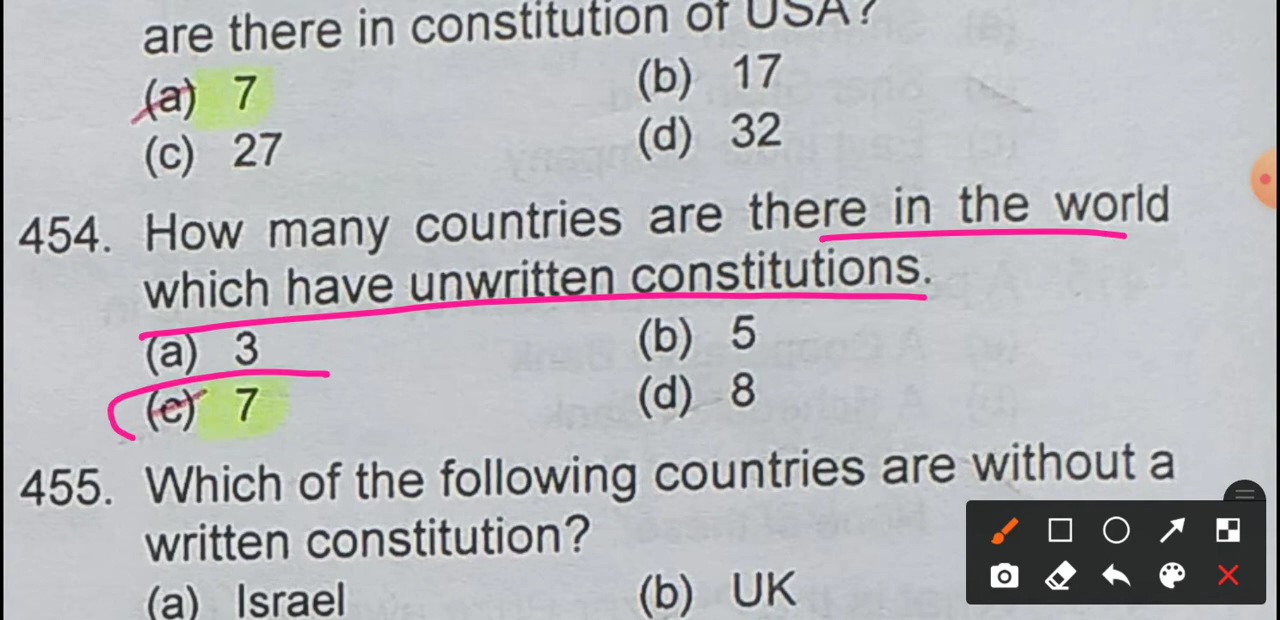 are there in constitution of USA?
(a) 7 (b) 17
(c) 27 (d) 32
454. How many countries are there in the world
which have unwritten constitutions.
(a) 3 (b) 5
(c) 7 (d) 8
455. Which of the following countries are without a
written constitution?
(a) Israel (b) UK